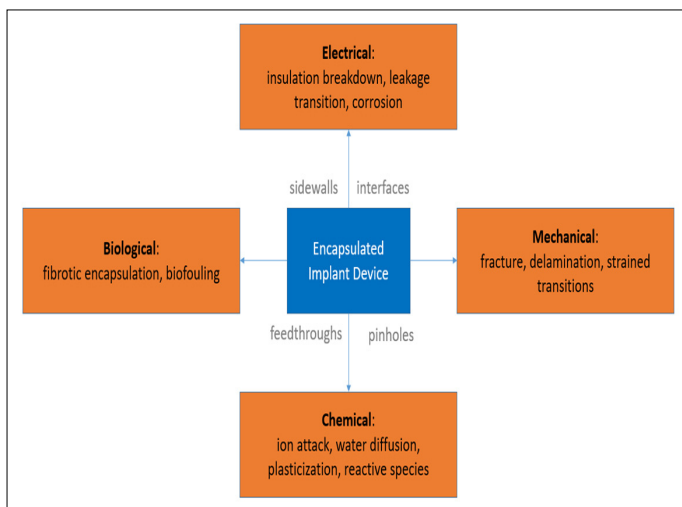 Electrical:
insulation breakdown, leakage
transition, corrosion
sidewalls interfaces
Biological:
fibrotic encapsulation, biofouling
Encapsulated
Implant Device
Mechanical:
fracture, delamination, strained
transitions
feedthroughs pinholes
Chemical:
ion attack, water diffusion,
plasticization, reactive species